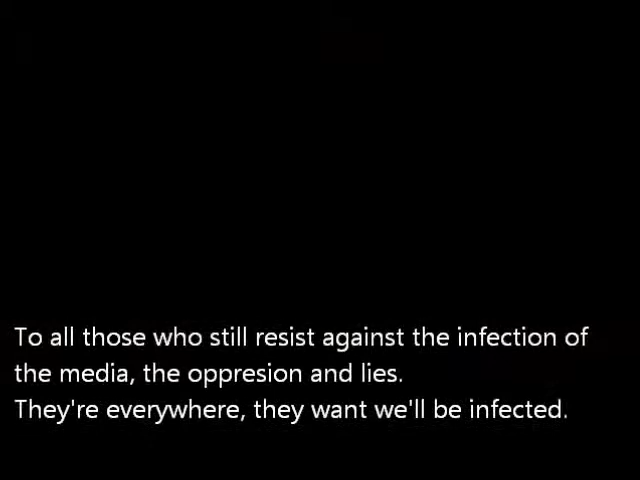 To all those who still resist against the infection of
the media, the oppresion and lies.
They're everywhere, they want we'll be infected.